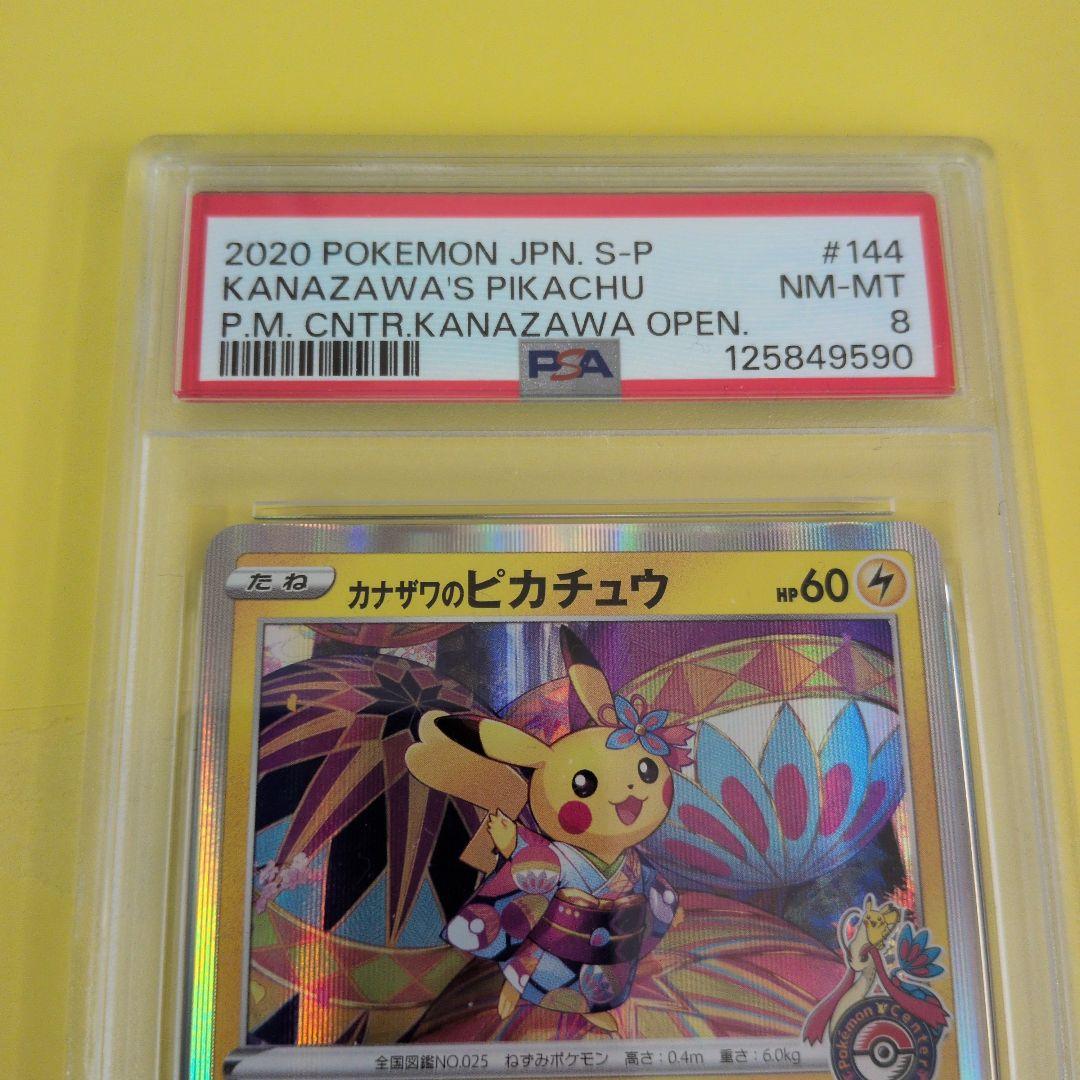 2020 POKEMON JPN. S-P #144
KANAZAWA'S PIKACHU NM-MT
P.M. CNTR.KANAZAWA OPEN. 8
PSA 125849590
たね カナザワのピカチュウ HP60
Pokémon Center
全国図鑑NO.025 ねずみポケモン 高さ:0.4m 重さ:6.0kg